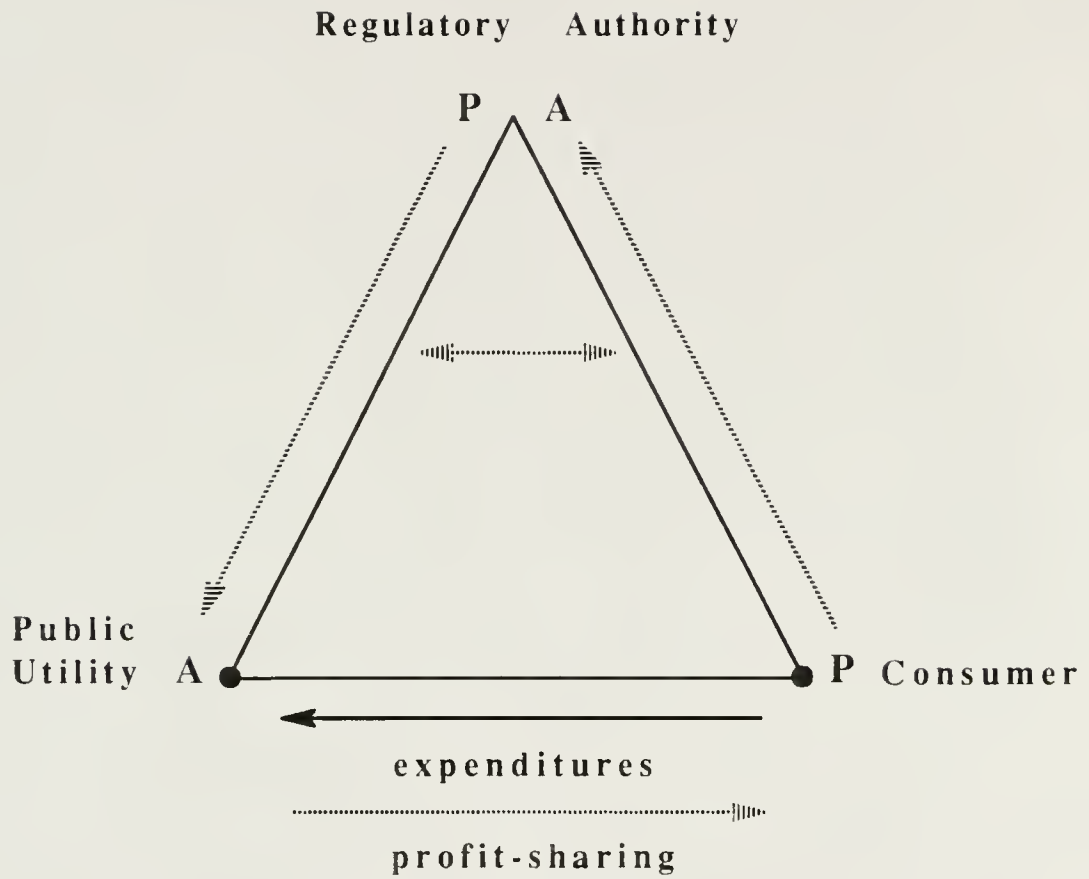 Regulatory Authority
P A
Public
Utility A
P Consumer
expenditures
profit-sharing